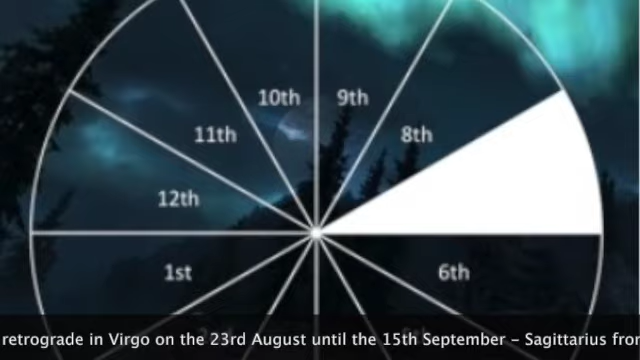 10th 9th
11th 8th
12th
1st 6th
retrograde in Virgo on the 23rd August until the 15th September – Sagittarius from